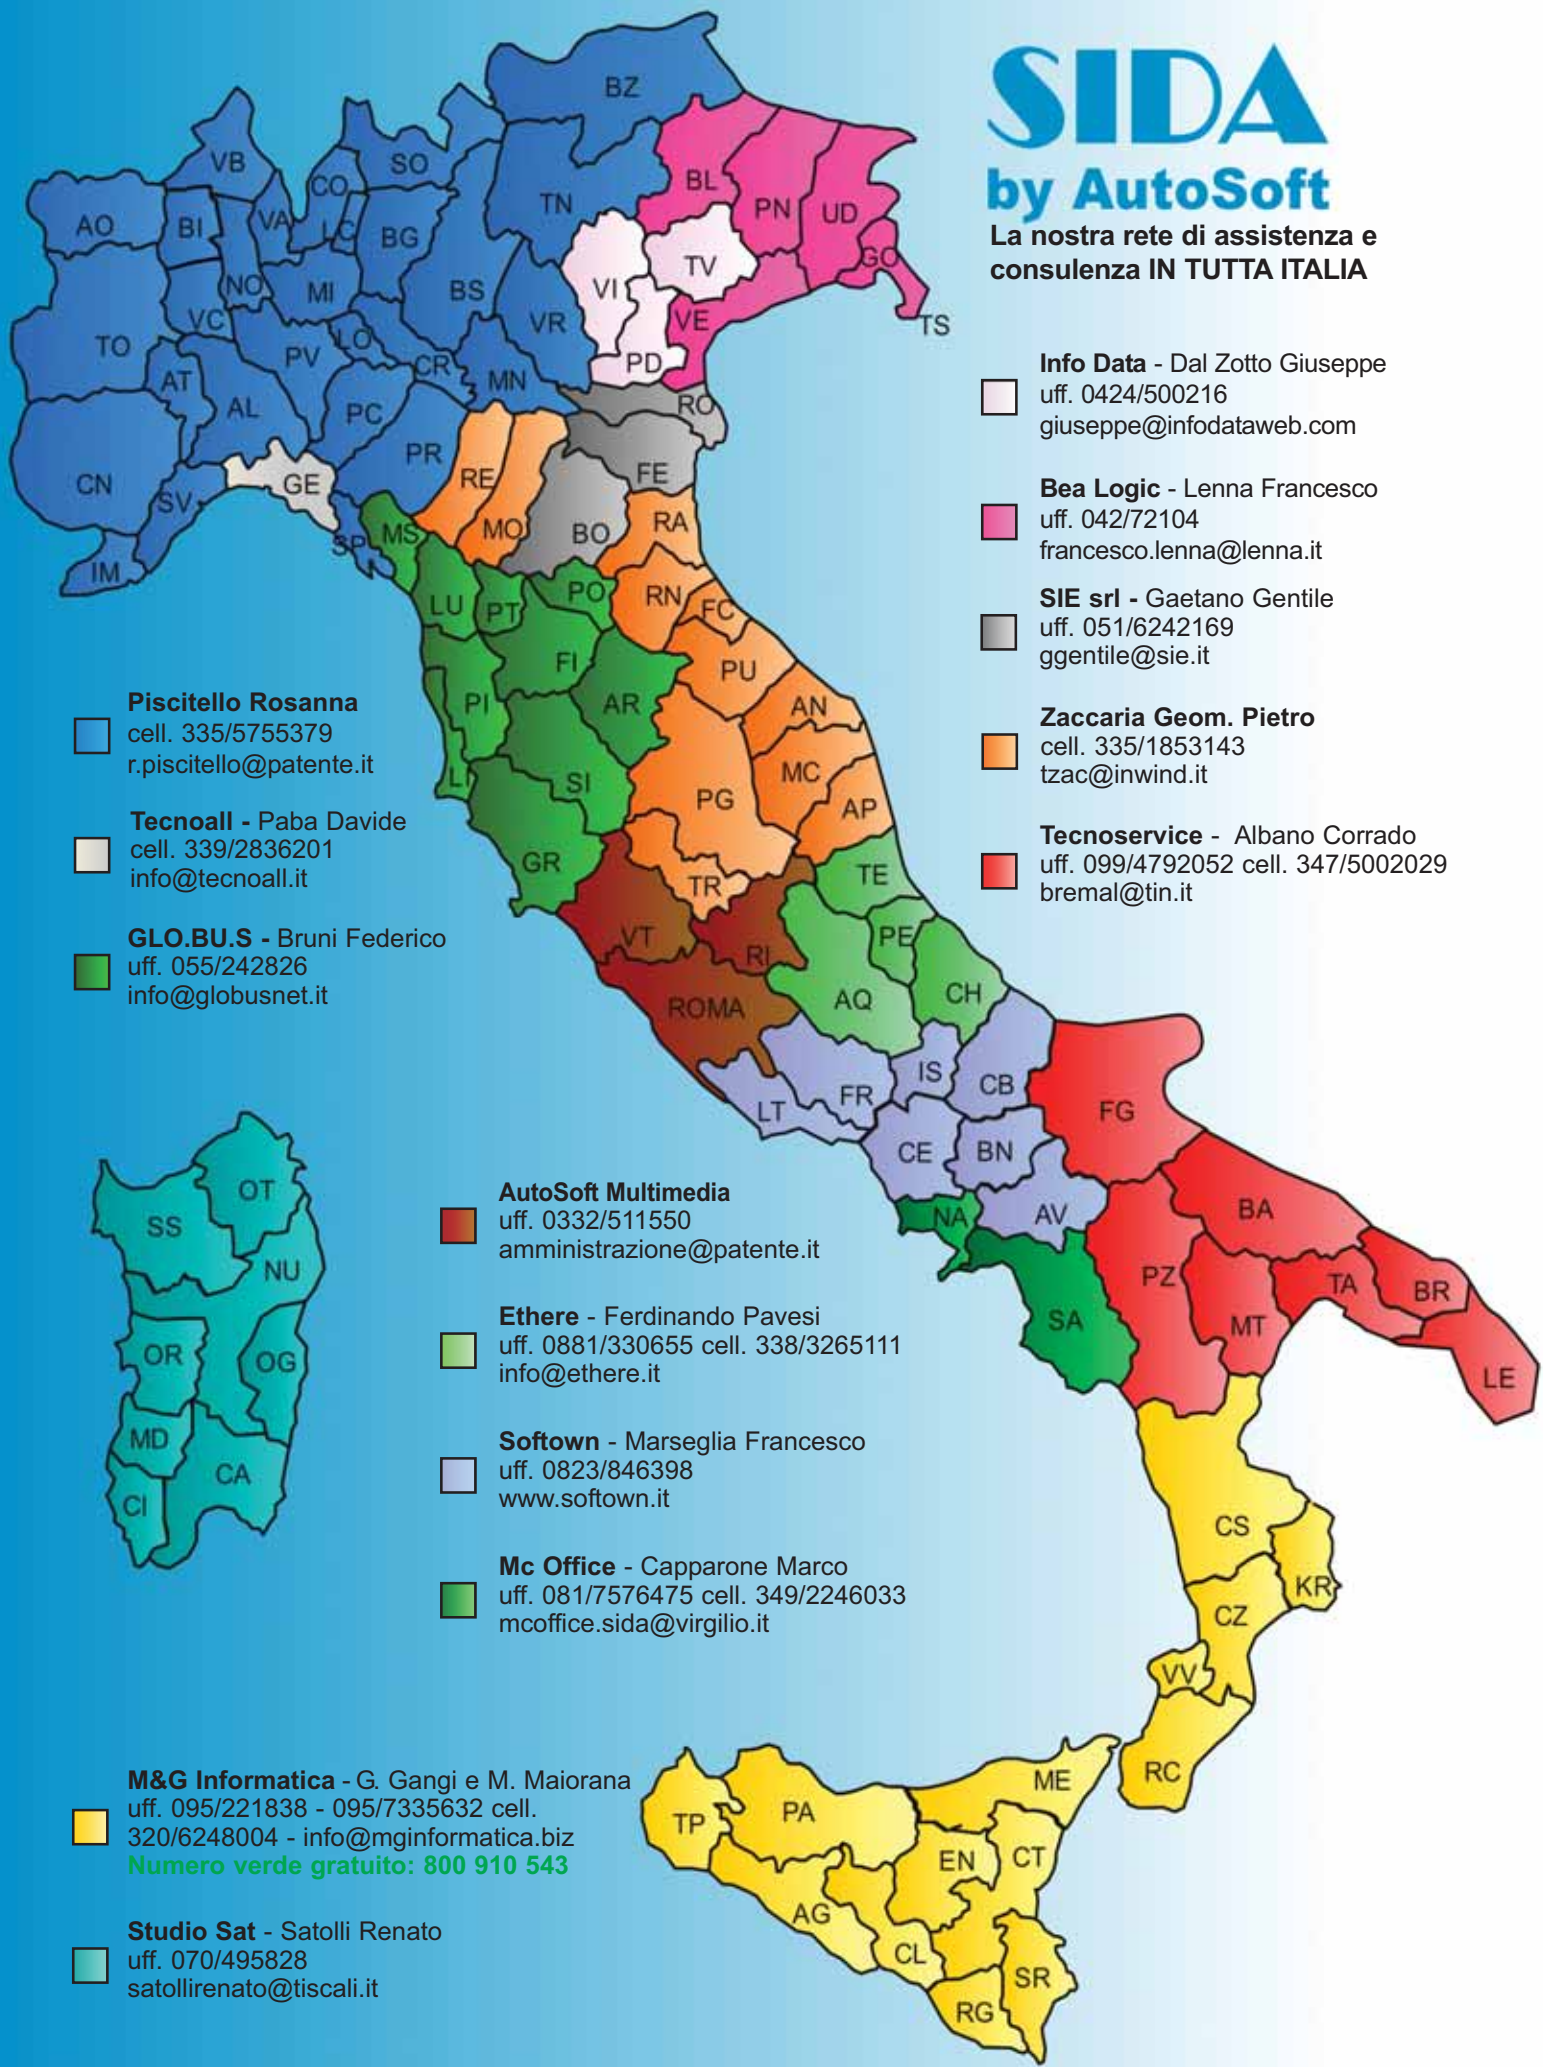 SIDA
by AutoSoft
La nostra rete di assistenza e
consulenza IN TUTTA ITALIA
Info Data - Dal Zotto Giuseppe
uff. 0424/500216
giuseppe@infodataweb.com
Bea Logic - Lenna Francesco
uff. 042/72104
francesco.lenna@lenna.it
SIE srl - Gaetano Gentile
uff. 051/6242169
ggentile@sie.it
Zaccaria Geom. Pietro
cell. 335/1853143
tzac@inwind.it
Tecnoservice - Albano Corrado
uff. 099/4792052 cell. 347/5002029
bremal@tin.it
Piscitello Rosanna
cell. 335/5755379
r.piscitello@patente.it
Tecnoall - Paba Davide
cell. 339/2836201
info@tecnoall.it
GLO.BU.S - Bruni Federico
uff. 055/242826
info@globusnet.it
AutoSoft Multimedia
uff. 0332/511550
amministrazione@patente.it
Ethere - Ferdinando Pavesi
uff. 0881/330655 cell. 338/3265111
info@ethere.it
Softown - Marseglia Francesco
uff. 0823/846398
www.softown.it
Mc Office - Capparone Marco
uff. 081/7576475 cell. 349/2246033
mcoffice.sida@virgilio.it
M&G Informatica - G. Gangi e M. Maiorana
uff. 095/221838 - 095/7335632 cell.
320/6248004 - info@mginformatica.biz
Numero verde gratuito: 800 910 543
Studio Sat - Satolli Renato
uff. 070/495828
satollirenato@tiscali.it
BZ
VB
SO
CO
BL
TN
PN
UD
AO
BI
VA
LC
BG
GO
TV
NO
MI
BS
VI
VC
VR
VE
TS
TO
PV
LO
CR
PD
AT
MN
AL
PC
RO
PR
CN
GE
RE
FE
SV
MO
BO
RA
MS
SP
IM
LU
PT
PO
RN
FC
FI
PU
PI
AR
AN
LI
SI
MC
PG
AP
GR
TR
TE
VT
RI
PE
ROMA
AQ
CH
IS
CB
FR
LT
FG
CE
BN
NA
AV
BA
PZ
TA
BR
SA
MT
LE
OT
SS
NU
OR
OG
MD
CA
CI
CS
KR
CZ
VV
RC
ME
TP
PA
EN
CT
AG
CL
SR
RG